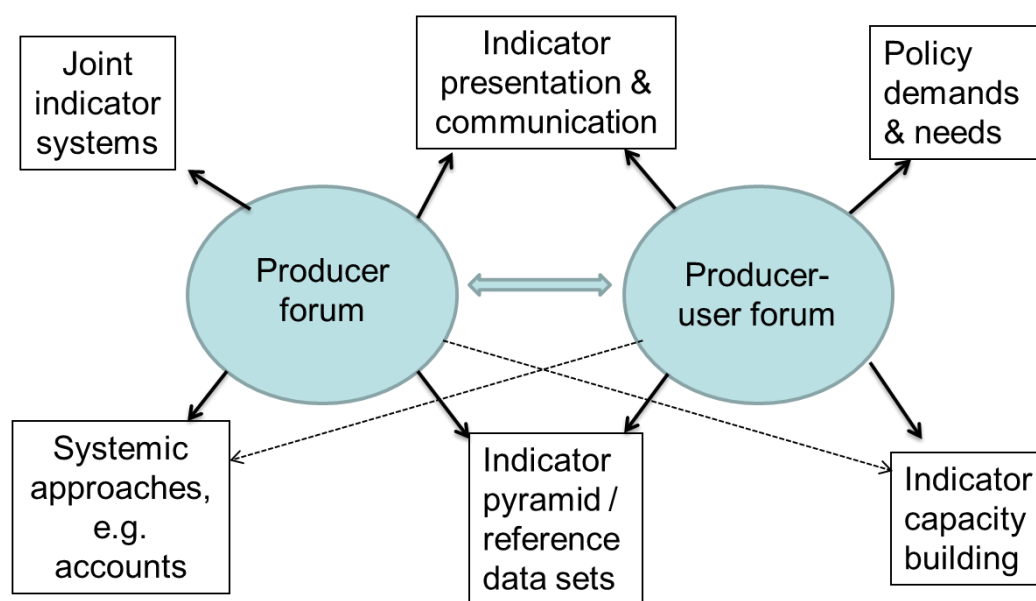 Joint
indicator
systems
Indicator
presentation &
communication
Policy
demands
& needs
Producer
forum
Producer-
user forum
Systemic
approaches,
e.g.
accounts
Indicator
pyramid /
reference
data sets
Indicator
capacity
building